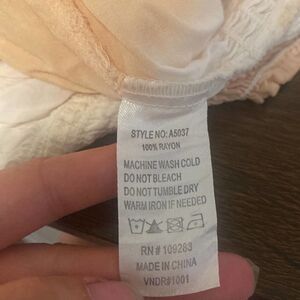 STYLE NO: A5037
100% RAYON
MACHINE WASH COLD
DO NOT BLEACH
DO NOT TUMBLE DRY
WARM IRON IF NEEDED
RN # 109283
MADE IN CHINA
VNDR#1001